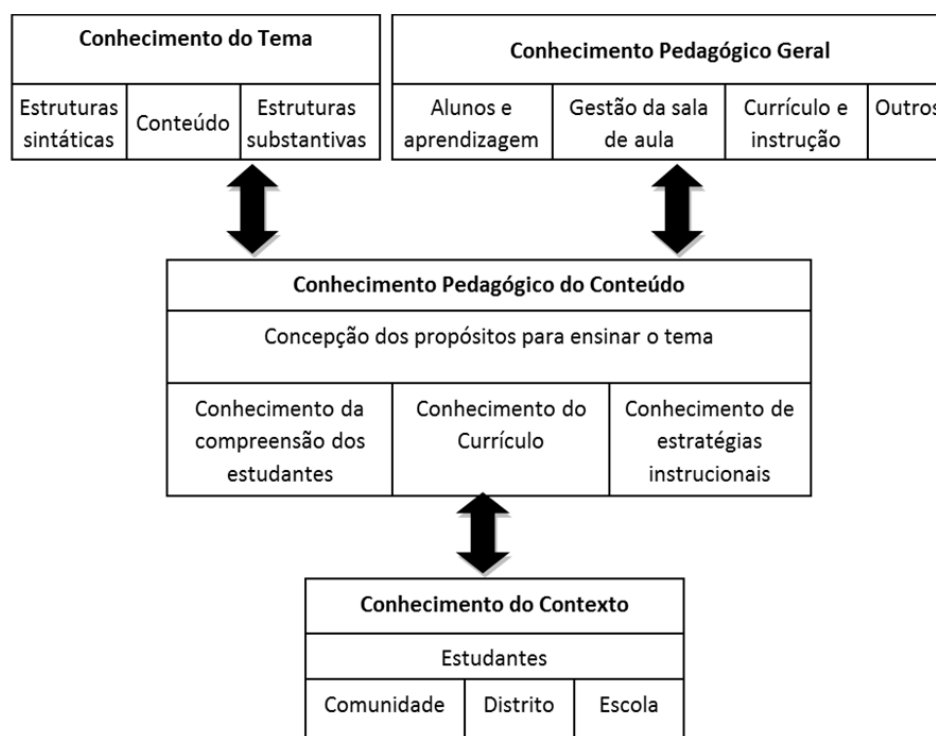 Conhecimento do Tema
Estruturas
sintáticas
Conteúdo
Estruturas
substantivas
Conhecimento Pedagógico Geral
Alunos e
aprendizagem
Gestão da sala
de aula
Currículo e
instrução
Outros
Conhecimento Pedagógico do Conteúdo
Concepção dos propósitos para ensinar o tema
Conhecimento da
compreensão dos
estudantes
Conhecimento do
Currículo
Conhecimento de
estratégias
instrucionais
Conhecimento do Contexto
Estudantes
Comunidade
Distrito
Escola